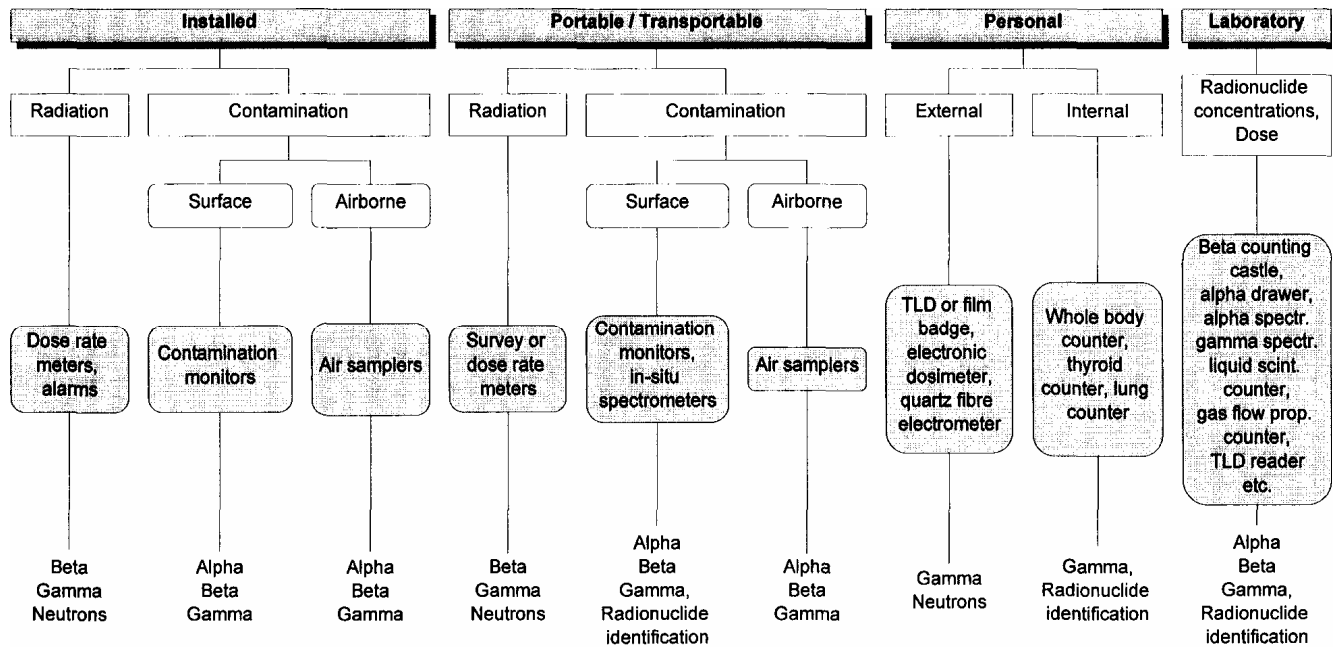 Installed
Portable / Transportable
Personal
Laboratory
Radiation
Contamination
Radiation
Contamination
External
Internal
Radionuclide
concentrations,
Dose
Surface
Airborne
Surface
Airborne
Dose rate
meters,
alarms
Contamination
monitors
Air samplers
Survey or
dose rate
meters
Contamination
monitors,
in-situ
spectrometers
Air samplers
TLD or film
badge,
electronic
dosimeter,
quartz fibre
electrometer
Whole body
counter,
thyroid
counter, lung
counter
Beta counting
castle,
alpha drawer,
alpha spectr.
gamma spectr.
liquid scint.
counter,
gas flow prop.
counter,
TLD reader
etc.
Beta
Gamma
Neutrons
Alpha
Beta
Gamma
Alpha
Beta
Gamma
Beta
Gamma
Neutrons
Alpha
Beta
Gamma,
Radionuclide
identification
Alpha
Beta
Gamma
Gamma
Neutrons
Gamma,
Radionuclide
identification
Alpha
Beta
Gamma,
Radionuclide
identification